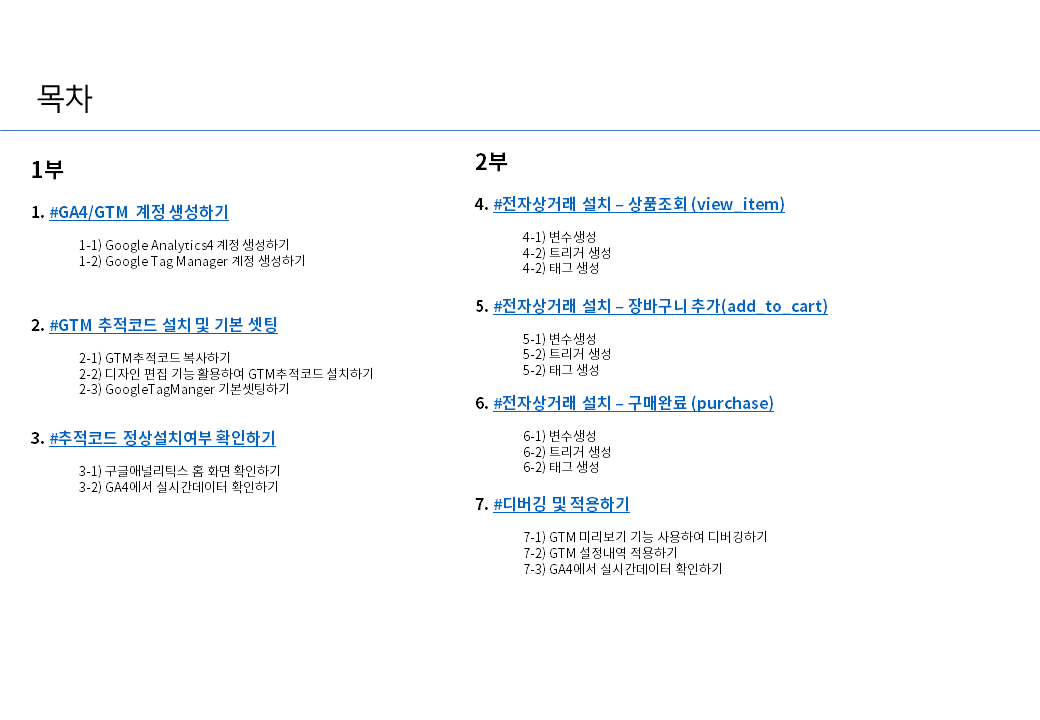 목차
1부
1. #GA4/GTM 계정 생성하기
1-1) Google Analytics4 계정 생성하기
1-2) Google Tag Manager 계정 생성하기
2. #GTM 추적코드 설치 및 기본 셋팅
2-1) GTM추적코드 복사하기
2-2) 디자인 편집 기능 활용하여 GTM추적코드 설치하기
2-3) GoogleTagManger 기본셋팅하기
3. #추적코드 정상설치여부 확인하기
3-1) 구글애널리틱스 홈 화면 확인하기
3-2) GA4에서 실시간데이터 확인하기
2부
4. #전자상거래 설치 – 상품조회 (view_item)
4-1) 변수생성
4-2) 트리거 생성
4-2) 태그 생성
5. #전자상거래 설치 – 장바구니 추가(add_to_cart)
5-1) 변수생성
5-2) 트리거 생성
5-2) 태그 생성
6. #전자상거래 설치 – 구매완료 (purchase)
6-1) 변수생성
6-2) 트리거 생성
6-2) 태그 생성
7. #디버깅 및 적용하기
7-1) GTM 미리보기 기능 사용하여 디버깅하기
7-2) GTM 설정내역 적용하기
7-3) GA4에서 실시간데이터 확인하기